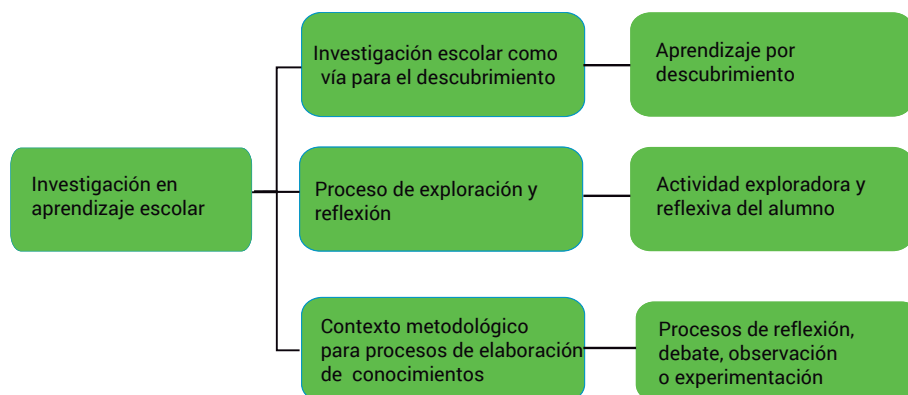 Investigación escolar como
vía para el descubrimiento
Aprendizaje por
descubrimiento
Investigación en
aprendizaje escolar
Proceso de exploración y
reflexión
Actividad exploradora y
reflexiva del alumno
Contexto metodológico
para procesos de elaboración
de conocimientos
Procesos de reflexión,
debate, observación
o experimentación